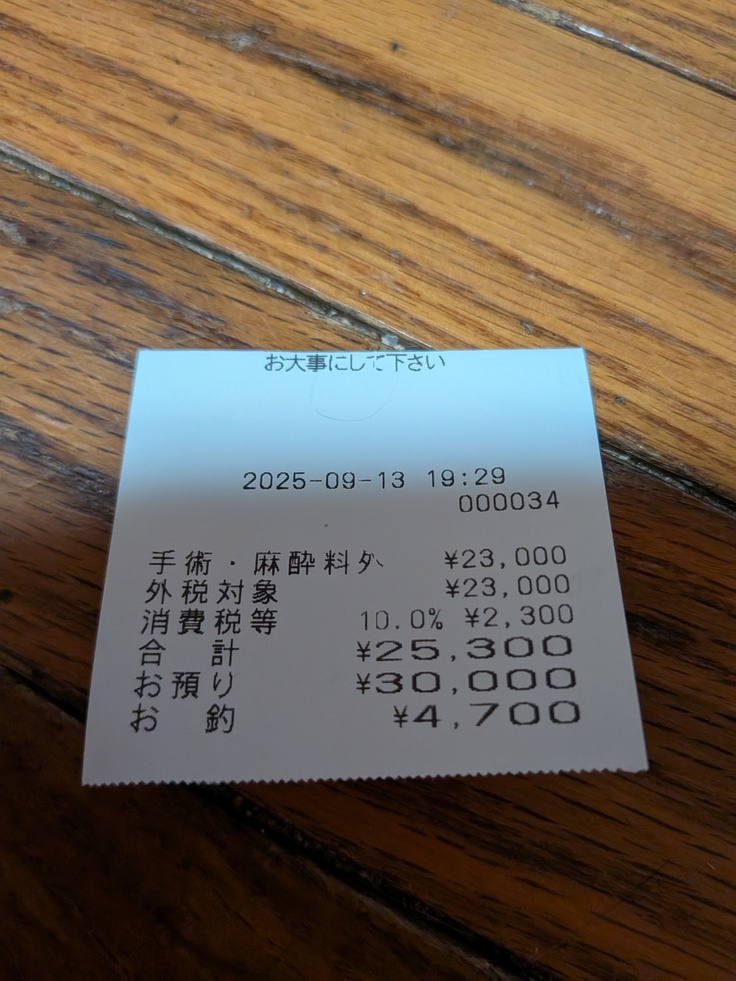 お大事にして下さい
2025-09-13 19:29
000034
手術・麻酔料外 ¥23,000
外税対象 ¥23,000
消費税等 10.0% ¥2,300
合計 ¥25,300
お預り ¥30,000
お釣 ¥4,700